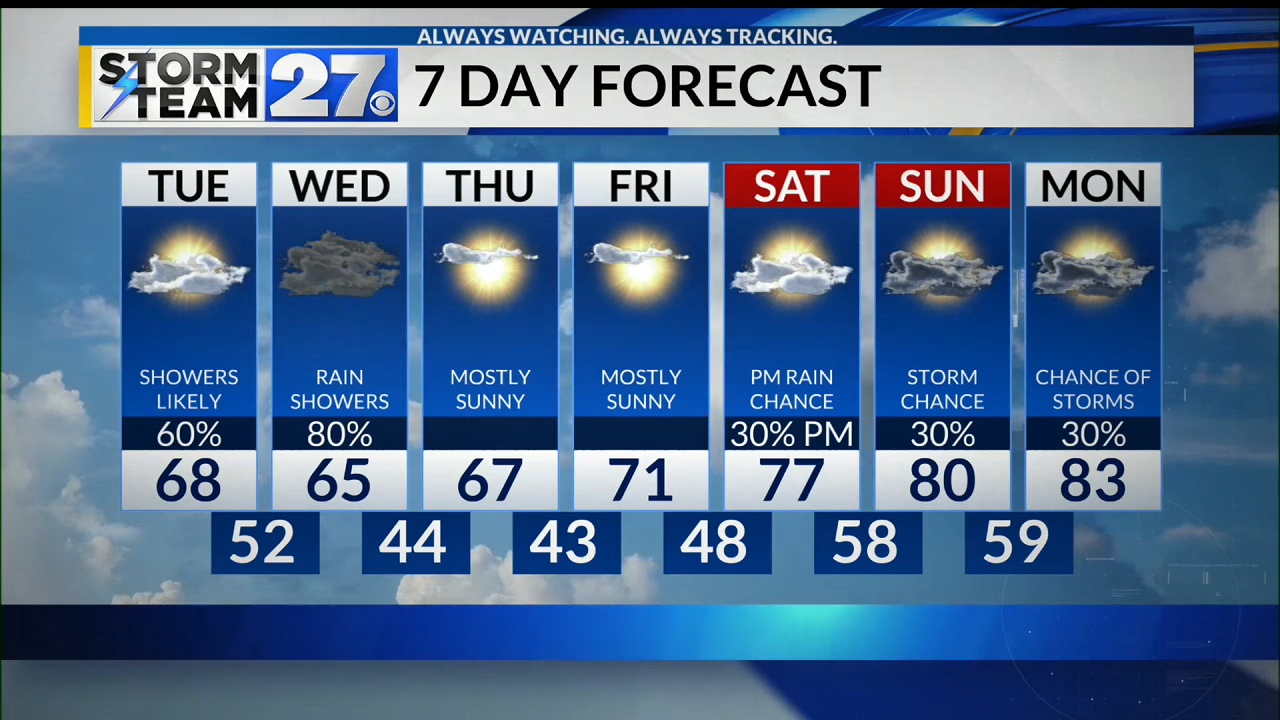 ALWAYS WATCHING. ALWAYS TRACKING.
STORM TEAM 27
7 DAY FORECAST
TUE WED THU FRI SAT SUN MON
SHOWERS RAIN MOSTLY MOSTLY PM RAIN STORM CHANCE OF
LIKELY SHOWERS SUNNY SUNNY CHANCE CHANCE STORMS
60% 80% 30% PM 30% 30%
68 65 67 71 77 80 83
52 44 43 48 58 59